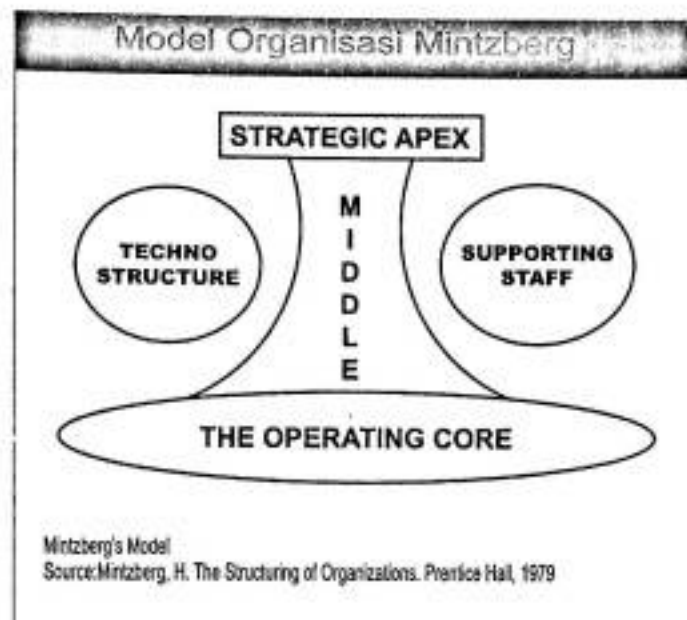 Model Organisasi Mintzberg
STRATEGIC APEX
MIDDLE
TECHNO
STRUCTURE
SUPPORTING
STAFF
THE OPERATING CORE
Mintzberg's Model
Source:Mintzberg, H. The Structuring of Organizations. Prentice Hall, 1979